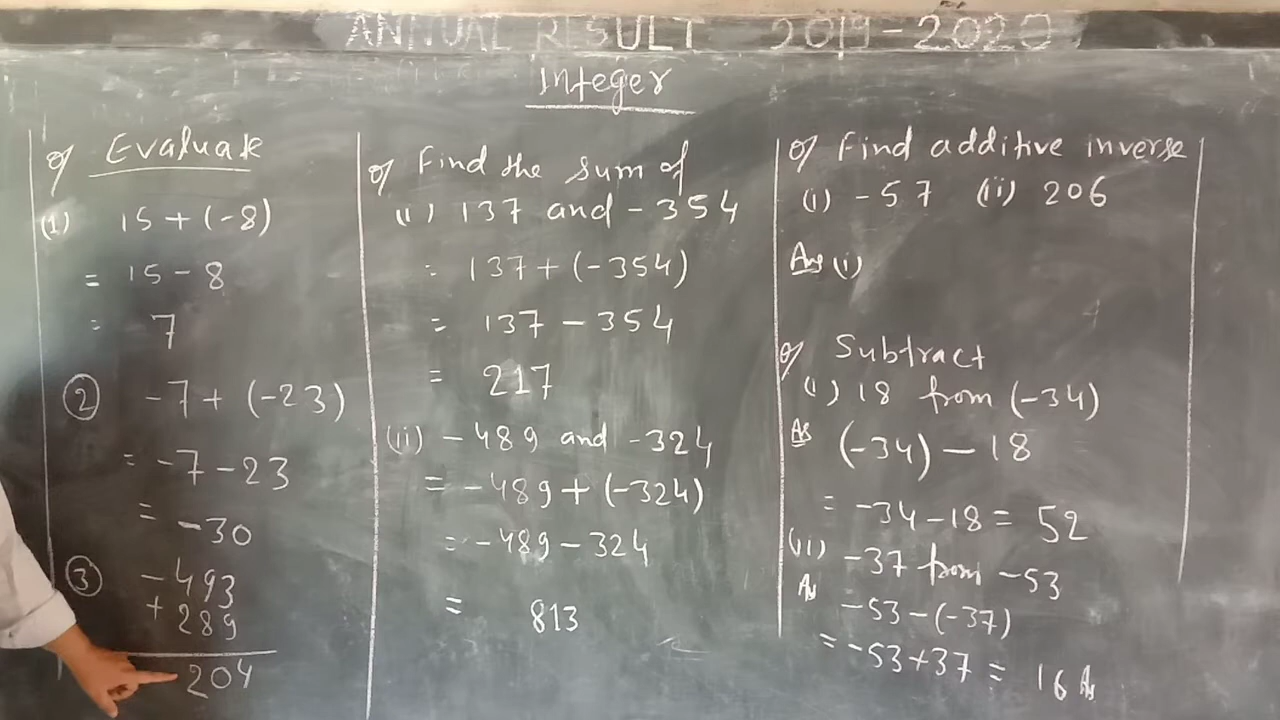 ANNUAL RESULT 2019-2020
Integer
Q) Evaluate
(1) 15 + (-8)
= 15 - 8
= 7
② -7 + (-23)
= -7 - 23
= -30
③ -493
+ 289
204
Q) Find the sum of
(i) 137 and - 354
= 137 + (-354)
= 137 - 354
= 217
(ii) - 489 and -324
= -489 + (-324)
= -489 - 324
= 813
Q) Find additive inverse
(i) -57 (ii) 206
Ans (i)
Q) Subtract
(i) 18 from (-34)
As (-34) - 18
= -34-18 = 52
(ii) -37 from -53
As -53-(-37)
= -53+37 = 16 As